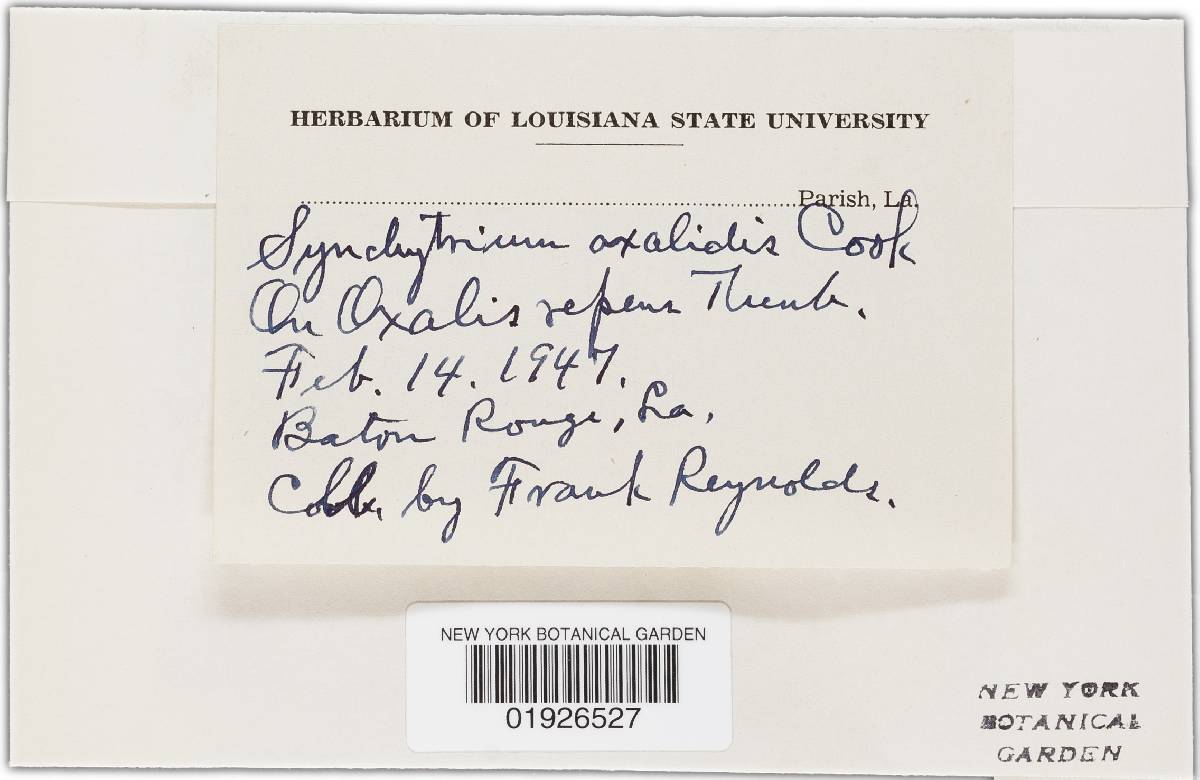 HERBARIUM OF LOUISIANA STATE UNIVERSITY
Parish, La.
Synchytrium oxalidis Cook
On Oxalis repens Thunb.
Feb. 14. 1947.
Baton Rouge, La.
Coll. by Frank Reynolds.
NEW YORK BOTANICAL GARDEN
01926527
NEW YORK
BOTANICAL
GARDEN